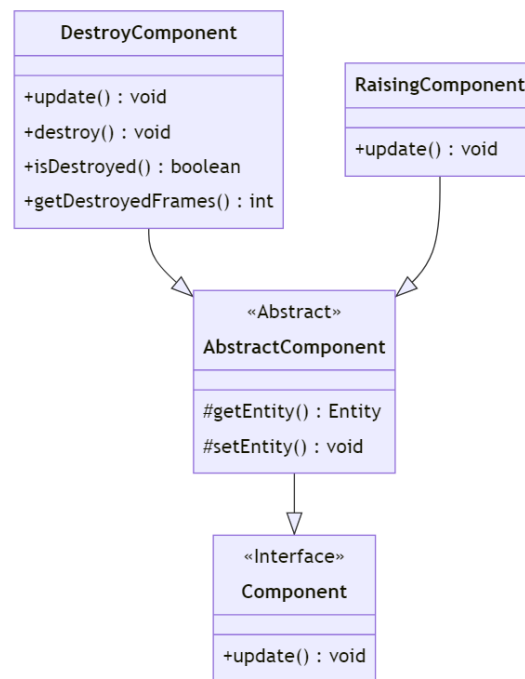 DestroyComponent
+update() : void
+destroy() : void
+isDestroyed() : boolean
+getDestroyedFrames() : int
RaisingComponent
+update() : void
«Abstract»
AbstractComponent
#getEntity() : Entity
#setEntity() : void
«Interface»
Component
+update() : void